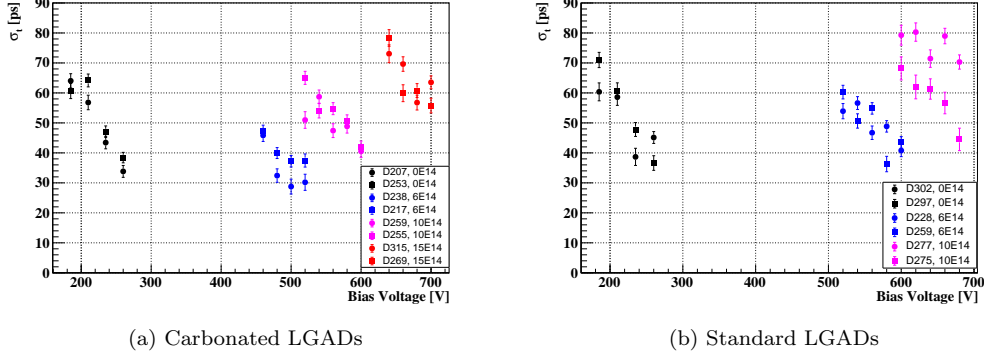 σt [ps]
90
80
70
60
50
40
30
20
10
0
200
300
400
500
600
700
Bias Voltage [V]
D207, 0E14
D253, 0E14
D238, 6E14
D217, 6E14
D259, 10E14
D255, 10E14
D315, 15E14
D269, 15E14
(a) Carbonated LGADs
σt [ps]
90
80
70
60
50
40
30
20
10
0
200
300
400
500
600
700
Bias Voltage [V]
D302, 0E14
D297, 0E14
D228, 6E14
D259, 6E14
D277, 10E14
D275, 10E14
(b) Standard LGADs